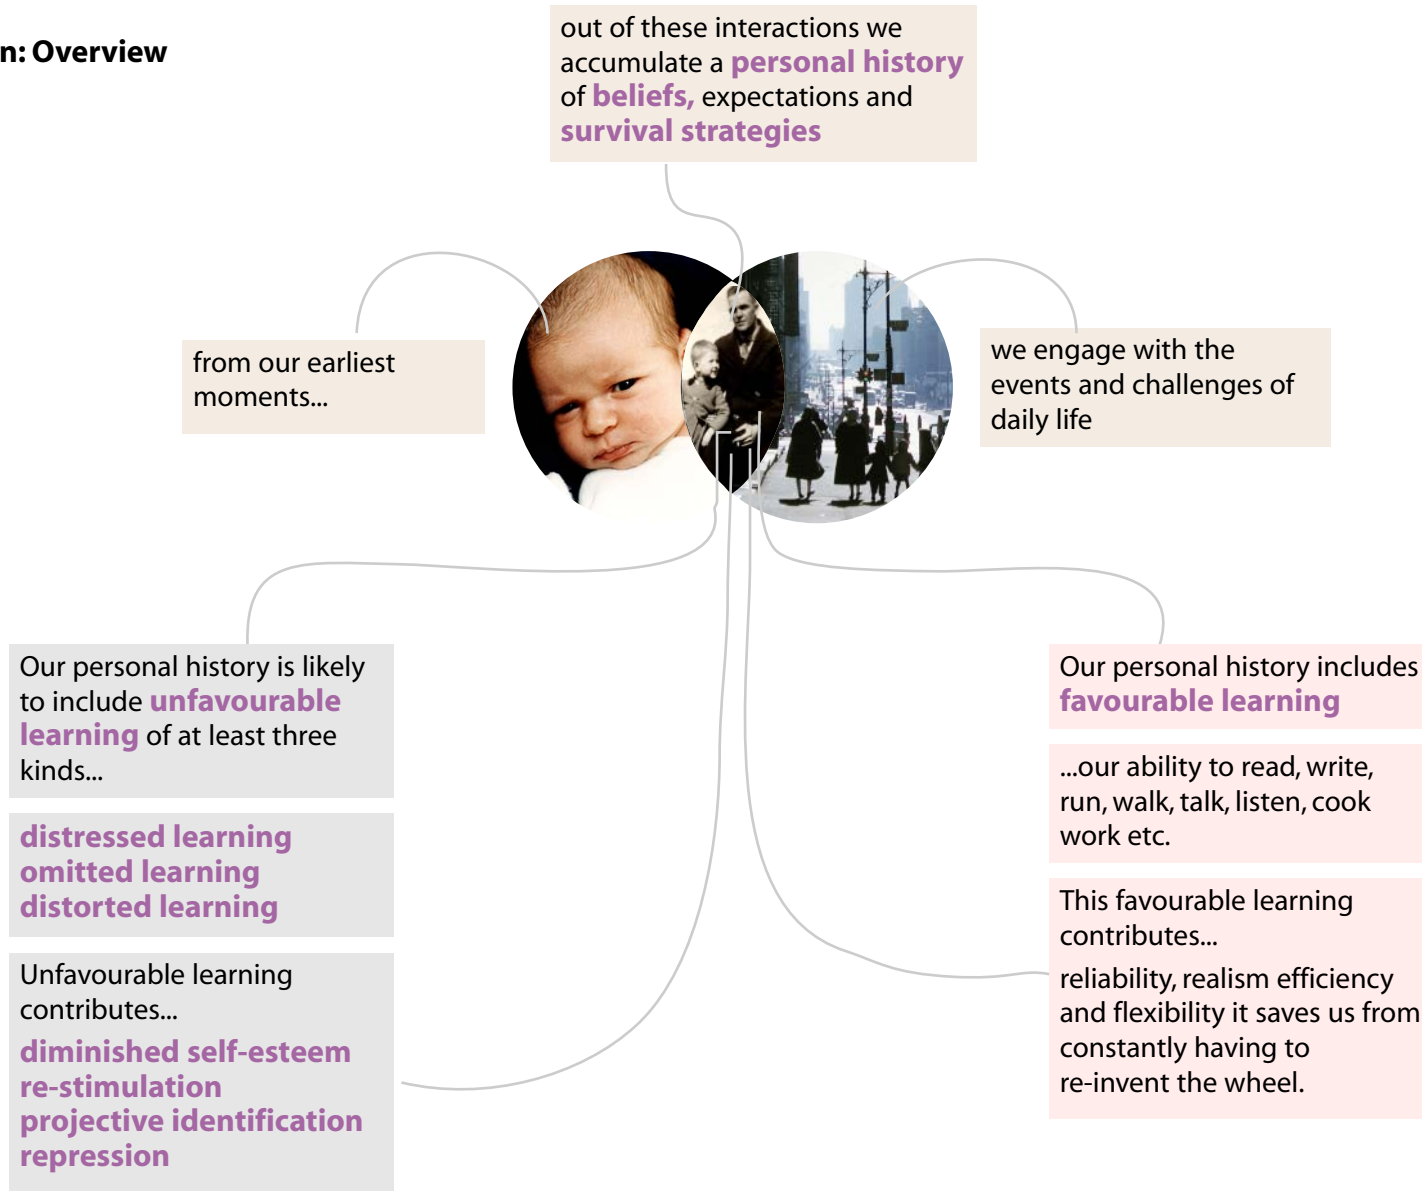 n: Overview
out of these interactions we
accumulate a personal history
of beliefs, expectations and
survival strategies
from our earliest
moments...
we engage with the
events and challenges of
daily life
Our personal history is likely
to include unfavourable
learning of at least three
kinds...
distressed learning
omitted learning
distorted learning
Unfavourable learning
contributes...
diminished self-esteem
re-stimulation
projective identification
repression
Our personal history includes
favourable learning
...our ability to read, write,
run, walk, talk, listen, cook
work etc.
This favourable learning
contributes...
reliability, realism efficiency
and flexibility it saves us from
constantly having to
re-invent the wheel.